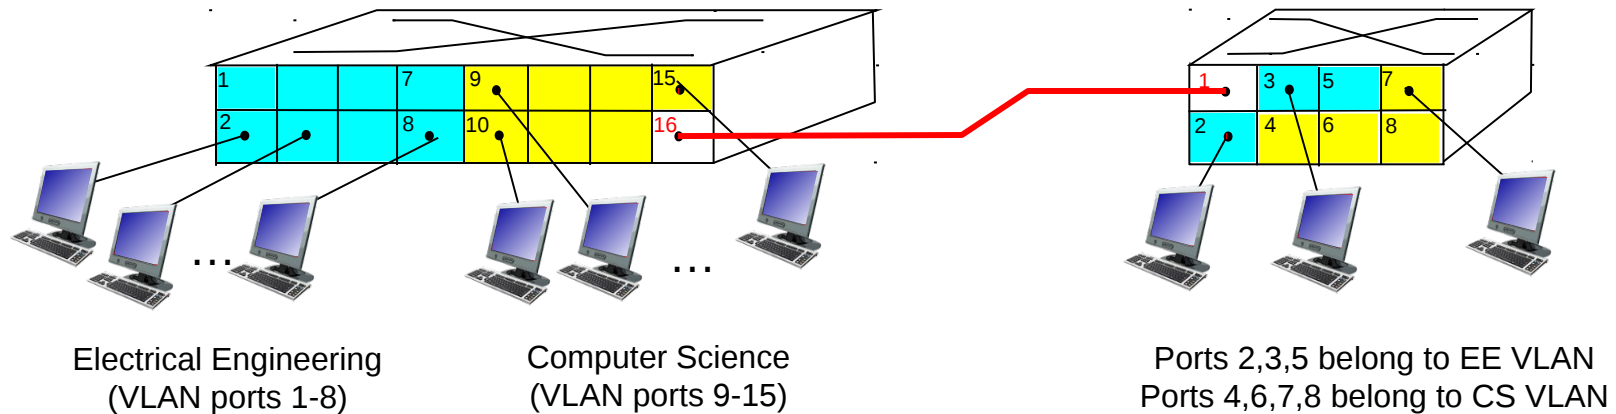 1 7 9 15
2 8 10 16
1 3 5 7
2 4 6 8
... ...
Electrical Engineering
(VLAN ports 1-8)
Computer Science
(VLAN ports 9-15)
Ports 2,3,5 belong to EE VLAN
Ports 4,6,7,8 belong to CS VLAN